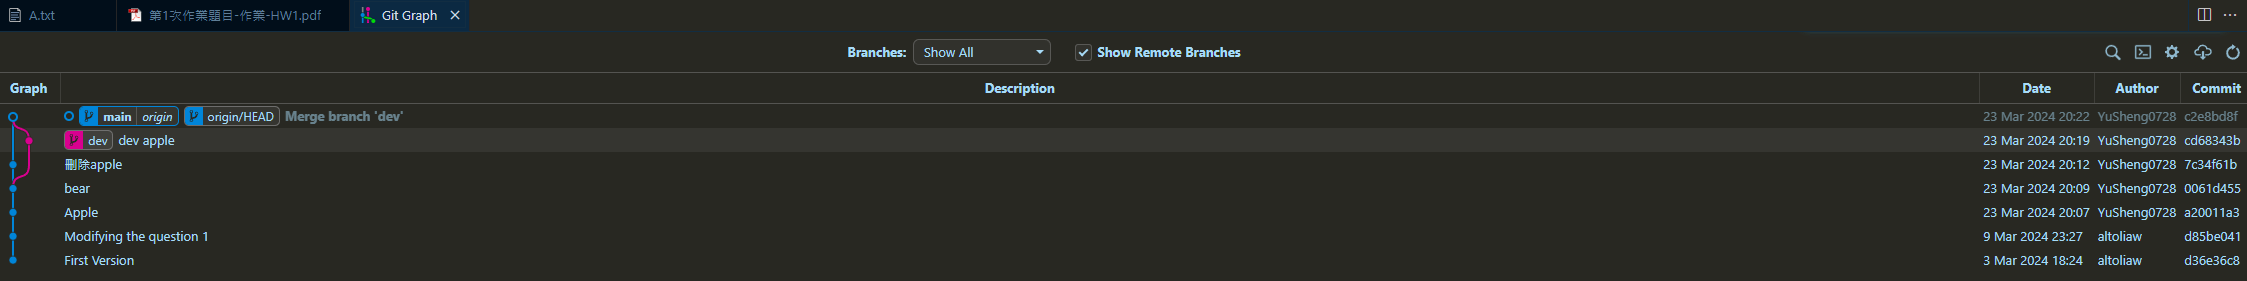 A.txt 第1次作業題目-作業-HW1.pdf Git Graph
Branches: Show All Show Remote Branches
Graph Description Date Author Commit
main origin origin/HEAD Merge branch 'dev' 23 Mar 2024 20:22 YuSheng0728 c2e8bd8f
dev dev apple 23 Mar 2024 20:19 YuSheng0728 cd68343b
刪除apple 23 Mar 2024 20:12 YuSheng0728 7c34f61b
bear 23 Mar 2024 20:09 YuSheng0728 0061d455
Apple 23 Mar 2024 20:07 YuSheng0728 a20011a3
Modifying the question 1 9 Mar 2024 23:27 altoliaw d85be041
First Version 3 Mar 2024 18:24 altoliaw d36e36c8